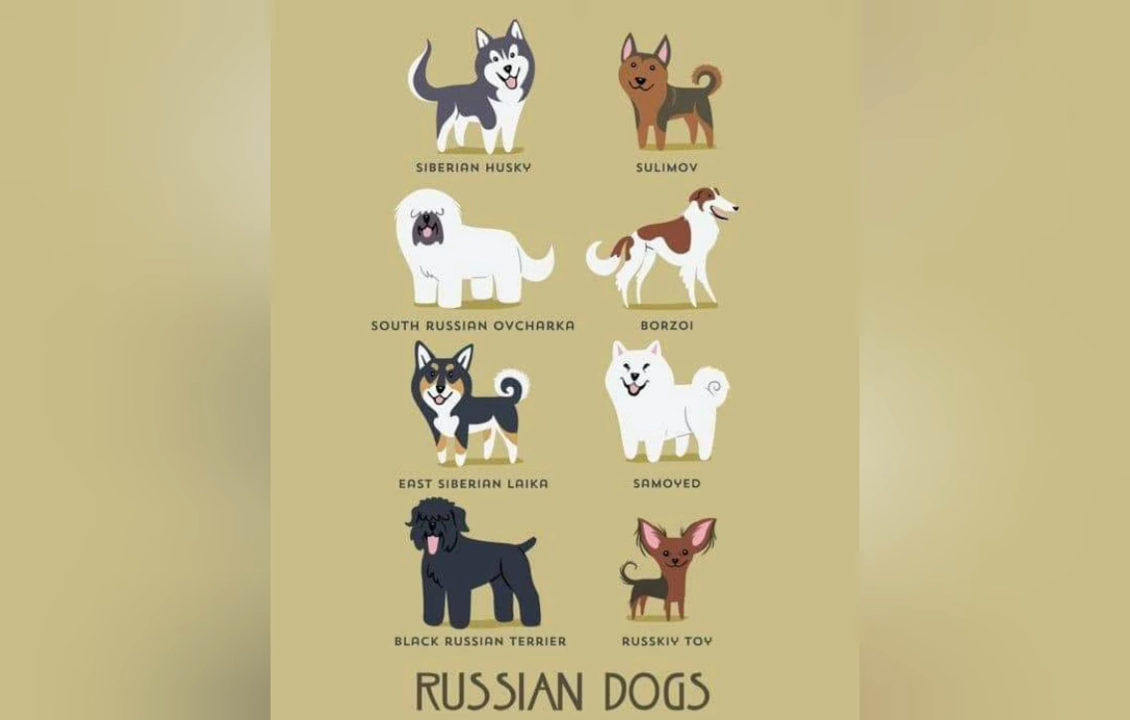 SIBERIAN HUSKY
SULIMOV
SOUTH RUSSIAN OVCHARKA
BORZOI
EAST SIBERIAN LAIKA
SAMOYED
BLACK RUSSIAN TERRIER
RUSSKIY TOY
RUSSIAN DOGS